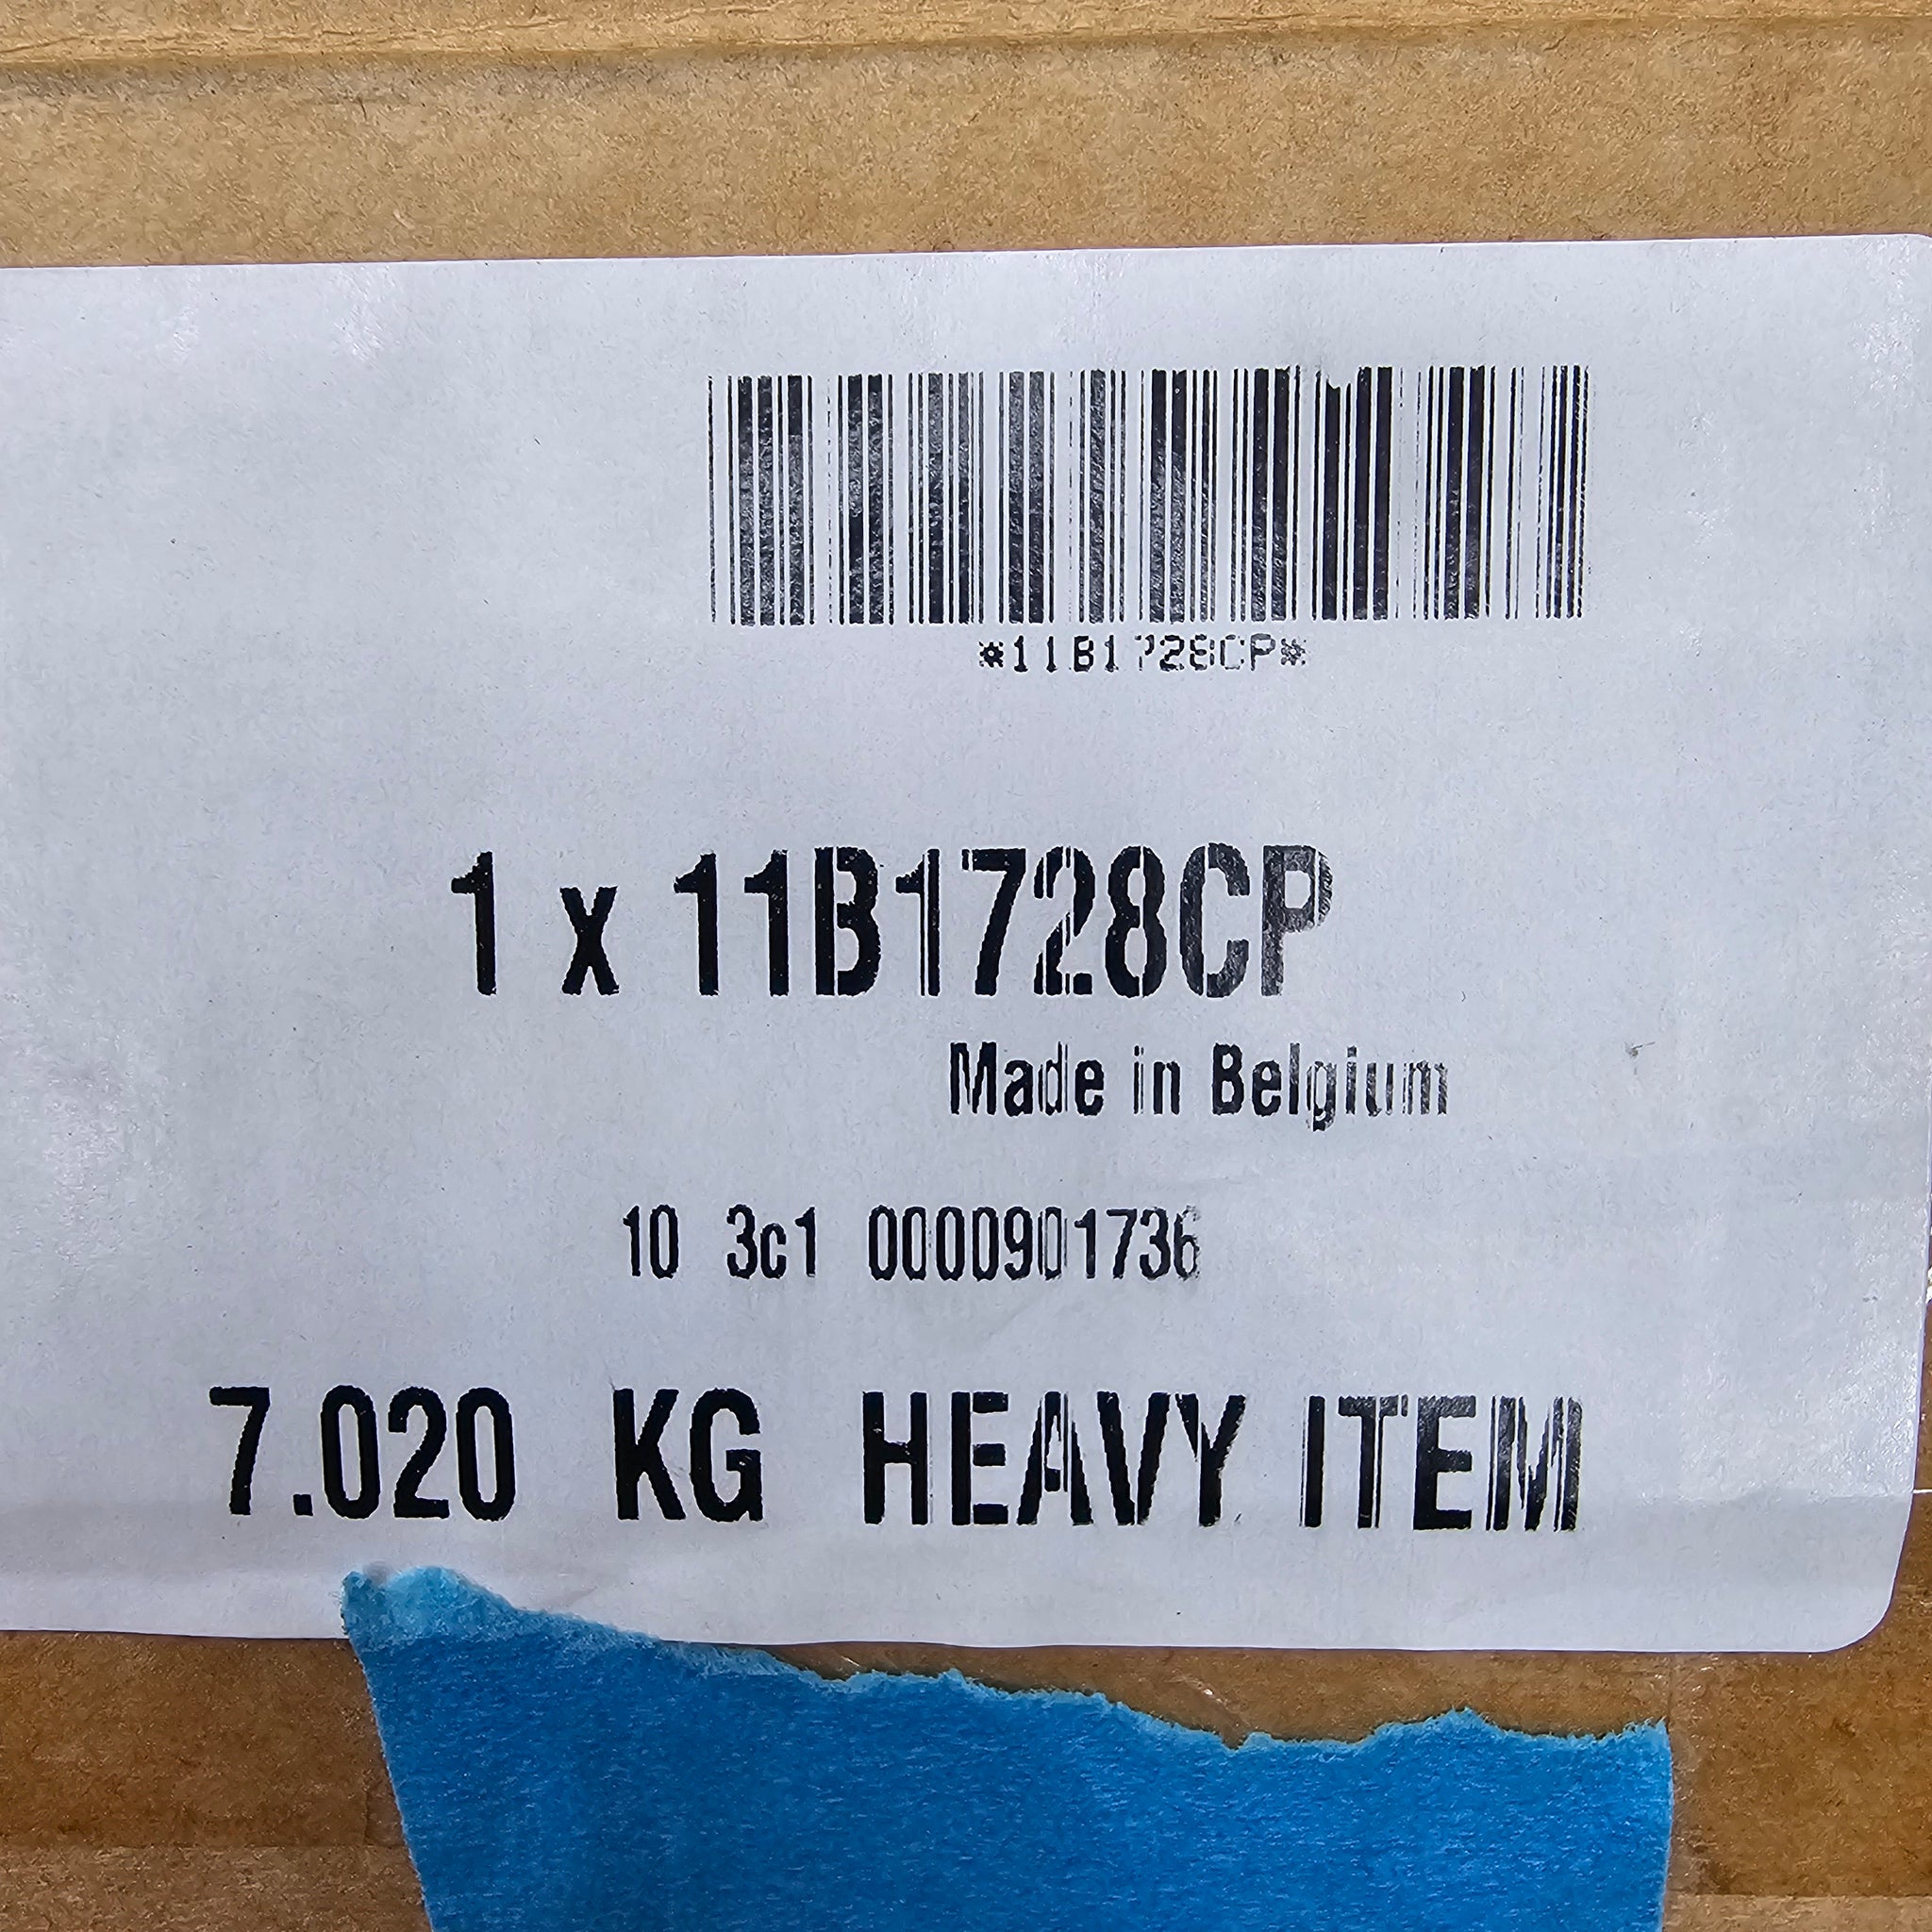 *11B1728CP*
1 x 11B1728CP
Made in Belgium
10 3c1 0000901736
7.020 KG HEAVY ITEM